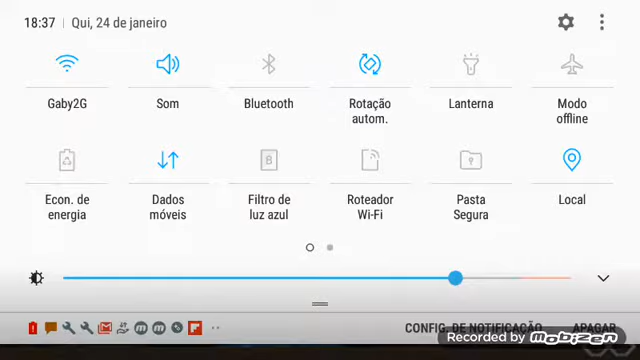 18:37 | Qui, 24 de janeiro
Gaby2G
Som
Bluetooth
Rotação
autom.
Lanterna
Modo
offline
Econ. de
energia
Dados
móveis
Filtro de
luz azul
Roteador
Wi-Fi
Pasta
Segura
Local
CONFIG. DE NOTIFICAÇÃO
APAGAR
Recorded by mobizen